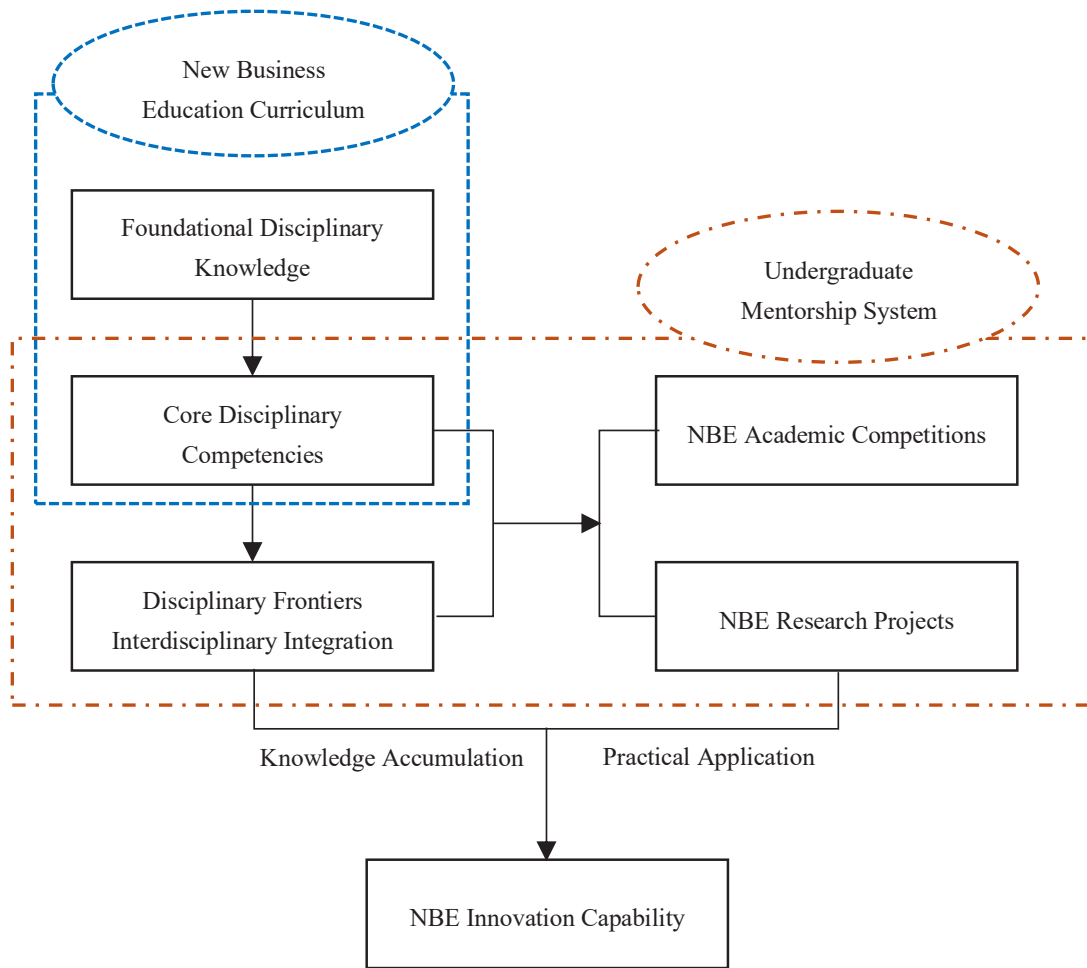 New Business
Education Curriculum
Foundational Disciplinary
Knowledge
Undergraduate
Mentorship System
Core Disciplinary
Competencies
NBE Academic Competitions
Disciplinary Frontiers
Interdisciplinary Integration
NBE Research Projects
Knowledge Accumulation
Practical Application
NBE Innovation Capability